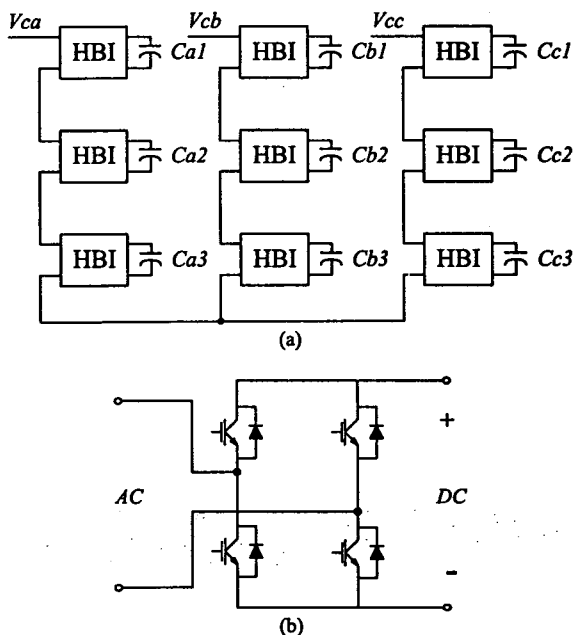 Vca Vcb Vcc
HBI Ca1 HBI Cb1 HBI Cc1
HBI Ca2 HBI Cb2 HBI Cc2
HBI Ca3 HBI Cb3 HBI Cc3
(a)
+
AC DC
-
(b)